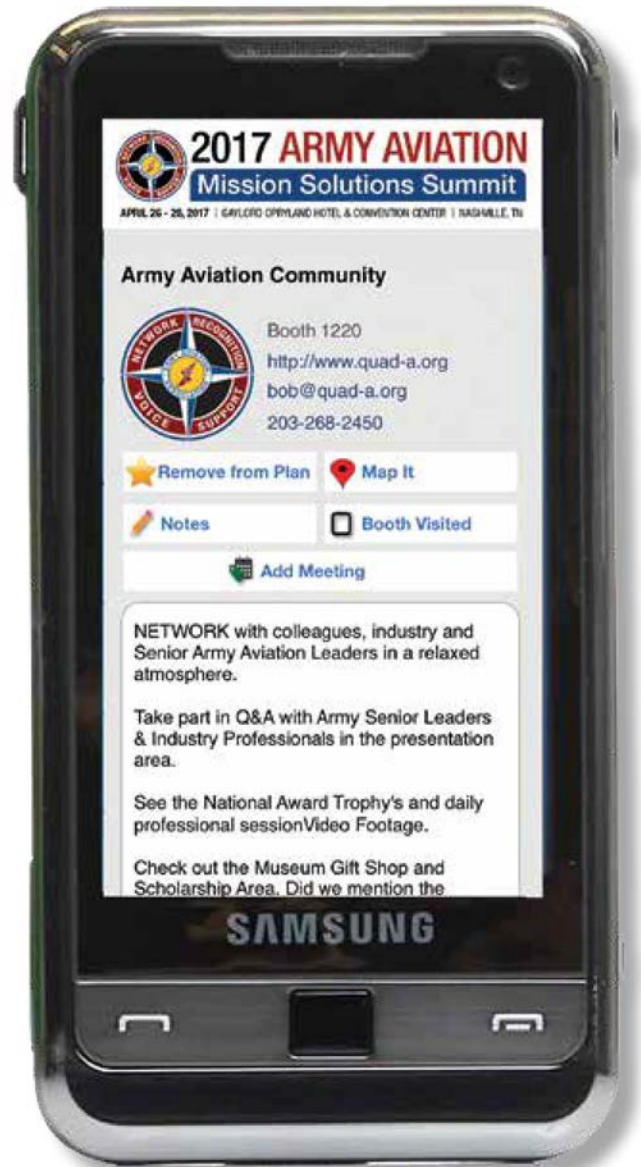 2017 ARMY AVIATION
Mission Solutions Summit
APRIL 26 - 28, 2017 | GAYLORD OPRYLAND HOTEL & CONVENTION CENTER | NASHVILLE, TN
Army Aviation Community
NETWORK RECOGNITION
VOICE SUPPORT
Booth 1220
http://www.quad-a.org
bob@quad-a.org
203-268-2450
Remove from Plan
Map It
Notes
Booth Visited
Add Meeting
NETWORK with colleagues, industry and
Senior Army Aviation Leaders in a relaxed
atmosphere.
Take part in Q&A with Army Senior Leaders
& Industry Professionals in the presentation
area.
See the National Award Trophy's and daily
professional sessionVideo Footage.
Check out the Museum Gift Shop and
Scholarship Area. Did we mention the
SAMSUNG